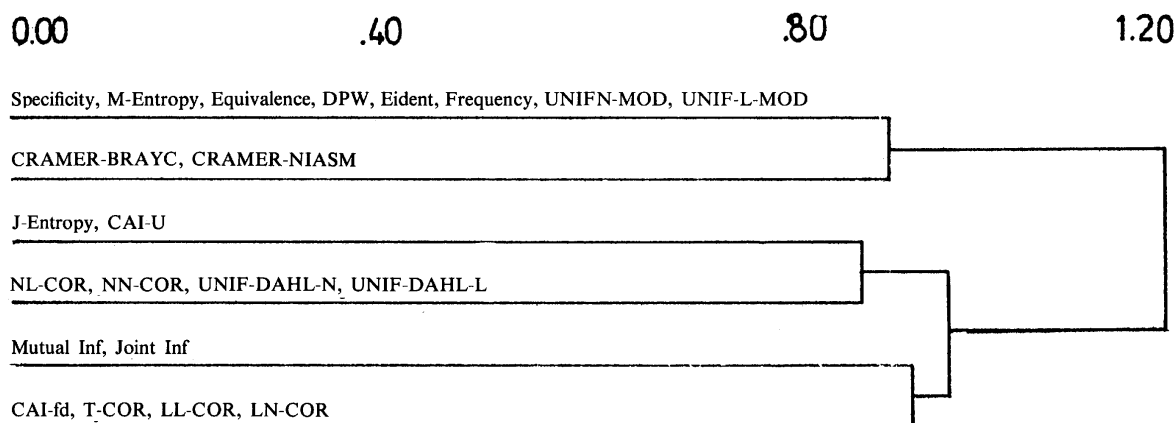 0.00 .40 .80 1.20
Specificity, M-Entropy, Equivalence, DPW, Eident, Frequency, UNIFN-MOD, UNIF-L-MOD
CRAMER-BRAYC, CRAMER-NIASM
J-Entropy, CAI-U
NL-COR, NN-COR, UNIF-DAHL-N, UNIF-DAHL-L
Mutual Inf, Joint Inf
CAI-fd, T-COR, LL-COR, LN-COR